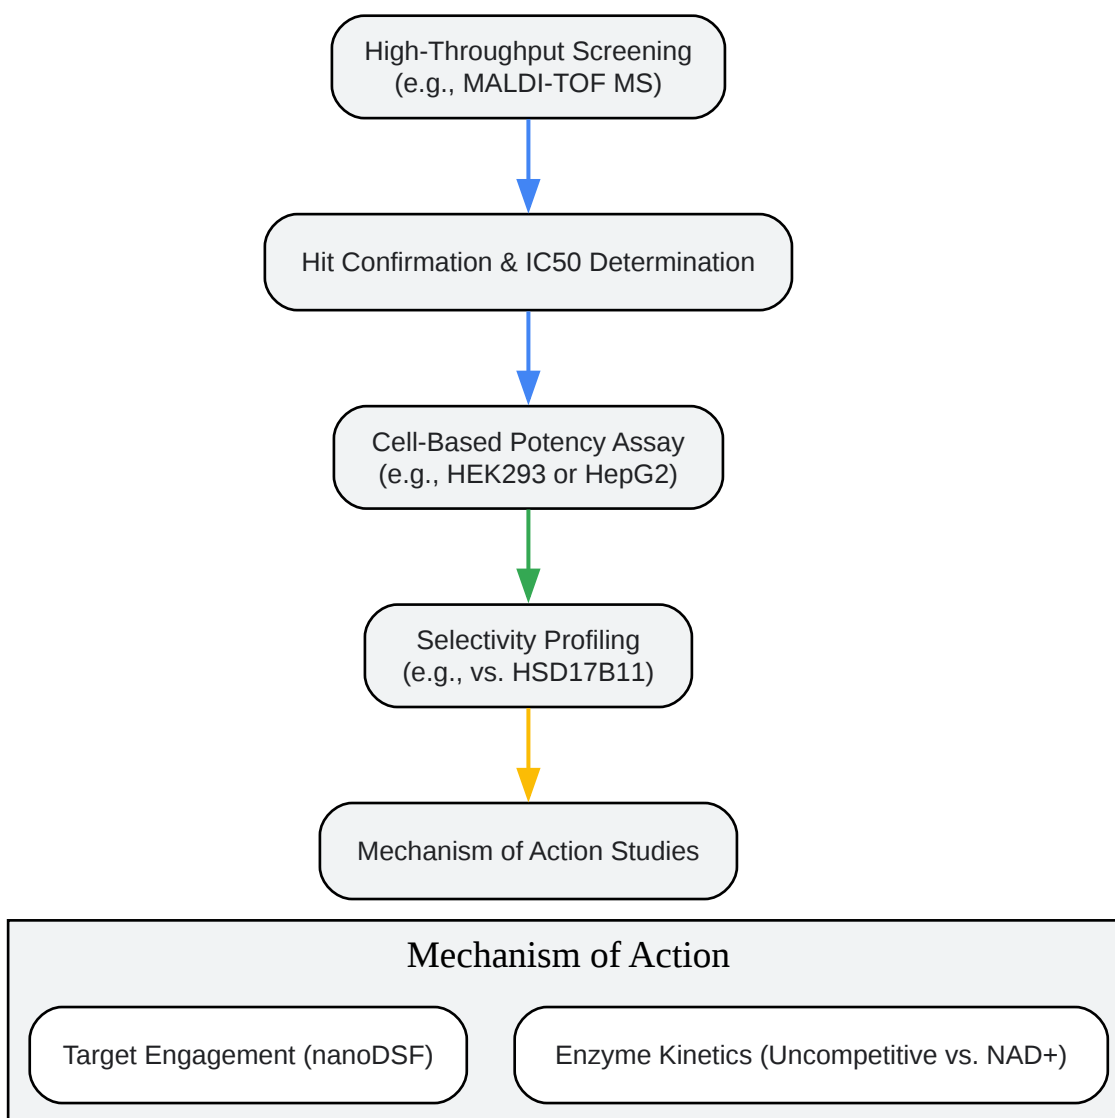 High-Throughput Screening
(e.g., MALDI-TOF MS)
Hit Confirmation & IC50 Determination
Cell-Based Potency Assay
(e.g., HEK293 or HepG2)
Selectivity Profiling
(e.g., vs. HSD17B11)
Mechanism of Action Studies
Mechanism of Action
Target Engagement (nanoDSF)
Enzyme Kinetics (Uncompetitive vs. NAD+)